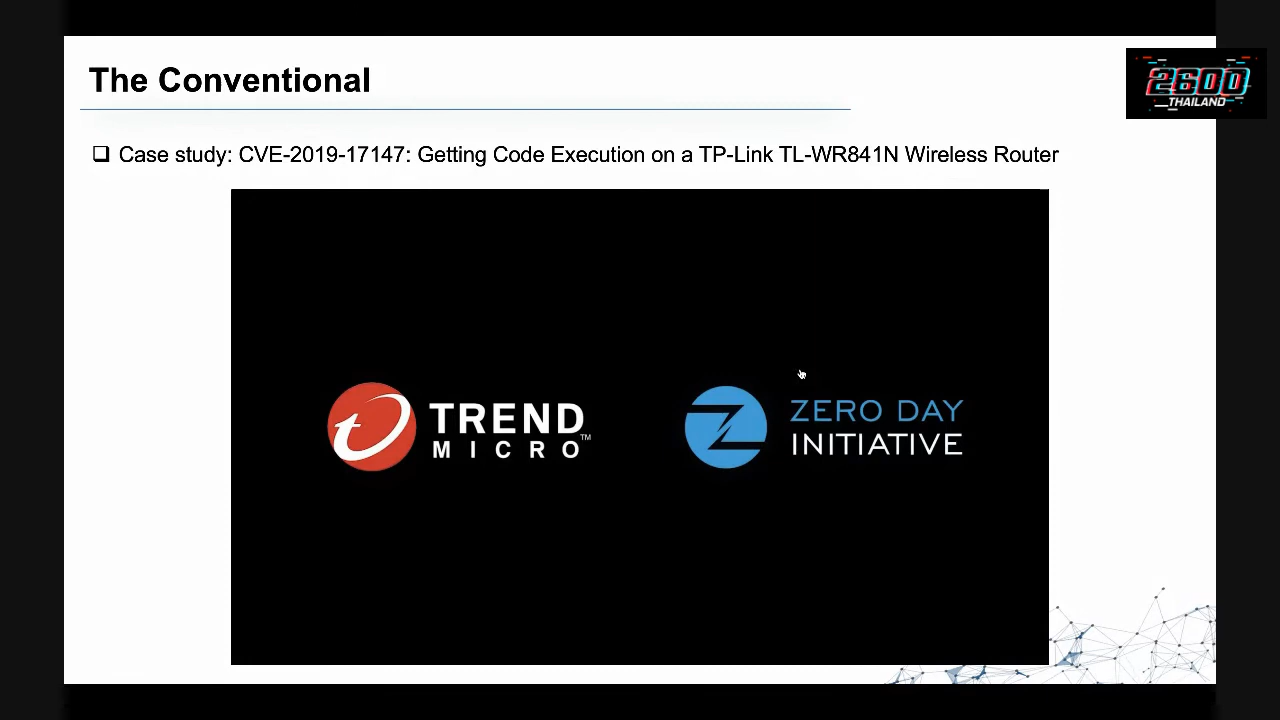 The Conventional
2600
THAILAND
Case study: CVE-2019-17147: Getting Code Execution on a TP-Link TL-WR841N Wireless Router
TREND
MICRO™
ZERO DAY
INITIATIVE